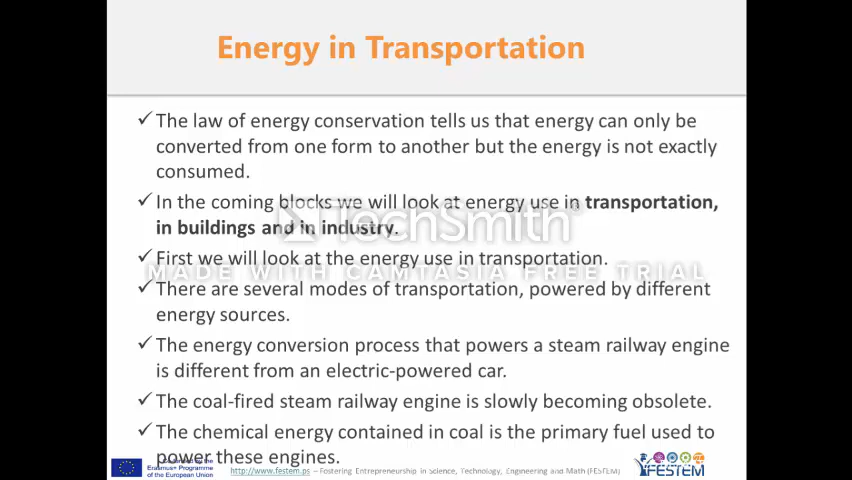 Energy in Transportation
✓ The law of energy conservation tells us that energy can only be
converted from one form to another but the energy is not exactly
consumed.
✓ In the coming blocks we will look at energy use in transportation,
in buildings and in industry.
TechSmith®
✓ First we will look at the energy use in transportation.
MADE WITH CAMTASIA FREE TRIAL
✓ There are several modes of transportation, powered by different
energy sources.
✓ The energy conversion process that powers a steam railway engine
is different from an electric-powered car.
✓ The coal-fired steam railway engine is slowly becoming obsolete.
✓ The chemical energy contained in coal is the primary fuel used to
power these engines.
Erasmus+ Programme
of the European Union
http://www.festem.ps – Fostering Entrepreneurship in Science, Technology, Engineering and Math (FESTEM)
FESTEM